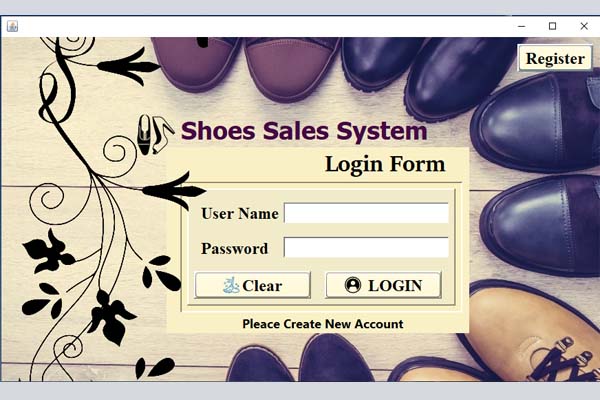 Register
Shoes Sales System
Login Form
User Name
Password
Clear
LOGIN
Pleace Create New Account